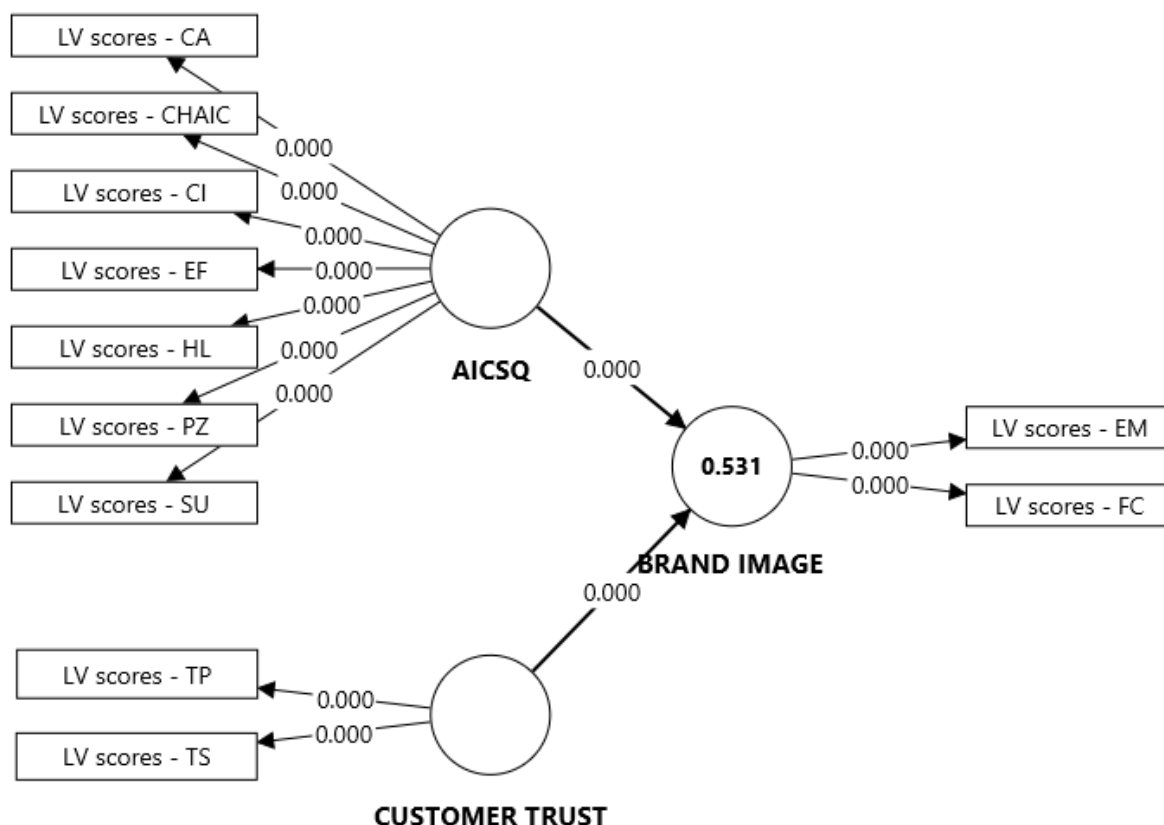 LV scores - CA
LV scores - CHAIC
0.000
LV scores - CI
0.000
0.000
LV scores - EF
0.000
0.000
LV scores - HL
0.000
AICSQ
0.000
0.000
LV scores - PZ
LV scores - SU
LV scores - EM
0.000
0.531
0.000
LV scores - FC
BRAND IMAGE
0.000
LV scores - TP
0.000
0.000
LV scores - TS
CUSTOMER TRUST